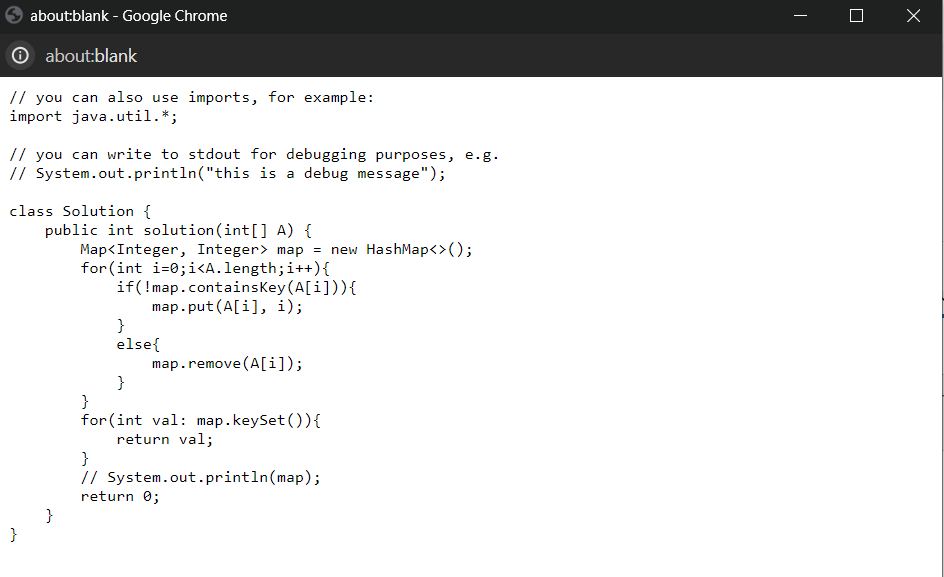 about:blank - Google Chrome
about:blank
// you can also use imports, for example:
import java.util.*;
// you can write to stdout for debugging purposes, e.g.
// System.out.println("this is a debug message");
class Solution {
    public int solution(int[] A) {
        Map<Integer, Integer> map = new HashMap<>();
        for(int i=0;i<A.length;i++){
            if(!map.containsKey(A[i])){
                map.put(A[i], i);
            }
            else{
                map.remove(A[i]);
            }
        }
        for(int val: map.keySet()){
            return val;
        }
        // System.out.println(map);
        return 0;
    }
}